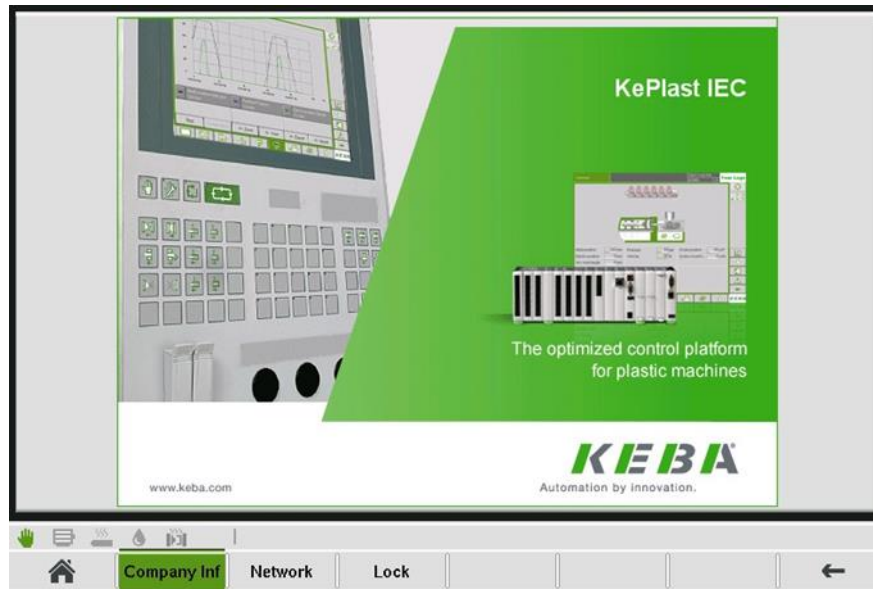 KePlast IEC
The optimized control platform
for plastic machines
KEBA
www.keba.com
Automation by innovation.
Company Inf
Network
Lock